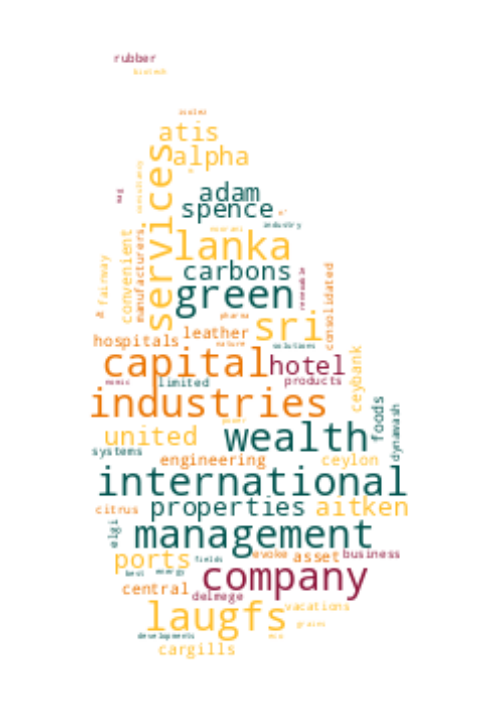 rubber
biotech
atis
alpha
services
adam
spence
industry
lanka
convenient
manufacturers
fairway
carbons
green
renewable
consolidated
pharma
sri
leather
hospitals
nature
solutions
capital
hotel
limited
products
ceybank
industries
foods
dynawash
united
wealth
systems
engineering
ceylon
international
citrus
properties
aitken
elgi
management
ports
fields
evoke
asset
business
best
energy
company
central
delmege
laugfs
vacations
grains
developments
cargills